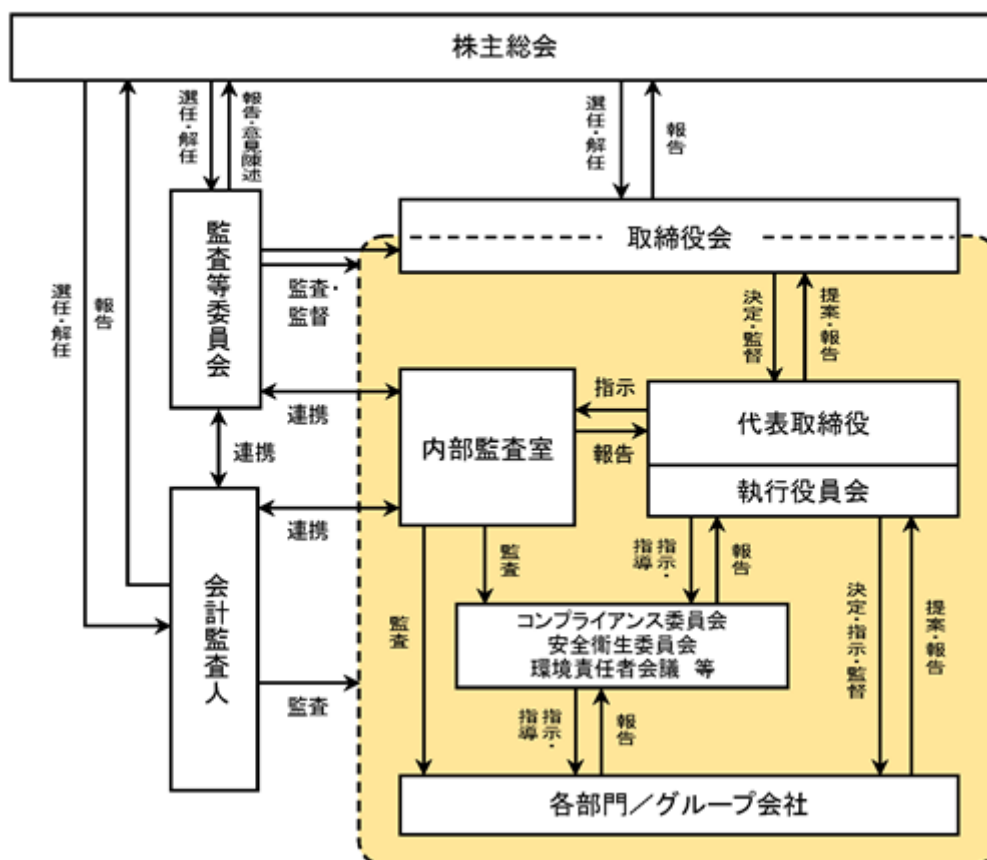 株主総会
選任・解任
報告
選任・解任
報告・意見陳述
選任・解任
報告
監査等委員会
監査・
監督
取締役会
決定・監督
提案・報告
連携
連携
内部監査室
指示
報告
代表取締役
執行役員会
連携
会計監査人
監査
監査
監査
指示・
指導
報告
コンプライアンス委員会
安全衛生委員会
環境責任者会議 等
決定・指示・監督
提案・報告
指示・
指導
報告
各部門／グループ会社